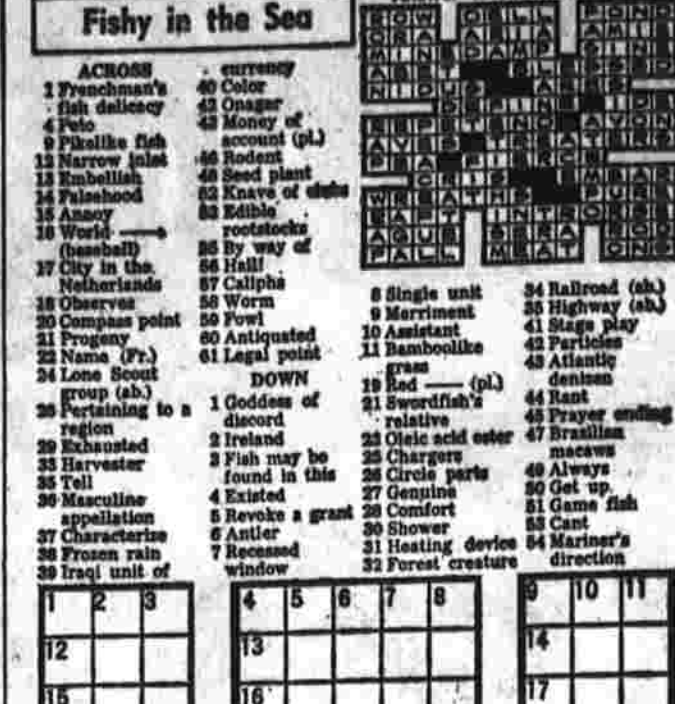 Fishy in the Sea
ACROSS
1 Frenchman's
fish delicacy
4 Peto
9 Pikelike fish
12 Narrow inlet
13 Embellish
14 Falsehood
15 Annoy
16 World
(baseball)
17 City in the
Netherlands
18 Observes
20 Compass point
21 Progeny
22 Name (Fr.)
24 Lone Scout
group (ab.)
26 Pertaining to a
region
29 Exhausted
33 Harvester
35 Tell
36 Masculine
appellation
37 Characterize
38 Frozen rain
39 Iraqi unit of
currency
40 Color
42 Onager
43 Money of
account (pl.)
46 Rodent
48 Seed plant
52 Knave of clubs
53 Edible
rootstocks
55 By way of
56 Hail!
57 Caliphs
58 Worm
59 Fowl
60 Antiquated
61 Legal point
DOWN
1 Goddess of
discord
2 Ireland
3 Fish may be
found in this
4 Existed
5 Revoke a grant
6 Antler
7 Recessed
window
8 Single unit
9 Merriment
10 Assistant
11 Bamboolike
grass
19 Red —— (pl.)
21 Swordfish's
relative
23 Oleic acid ester
25 Chargers
26 Circle parts
27 Genuine
28 Comfort
30 Shower
31 Heating device
32 Forest creature
34 Railroad (ab.)
35 Highway (ab.)
41 Stage play
42 Particles
43 Atlantic
denizen
44 Rant
45 Prayer ending
47 Brazilian
macaws
49 Always
50 Get up
51 Game fish
53 Cant
54 Mariner's
direction
1 2 3 4 5 6 7 8 9 10 11
12 13 14
15 16 17